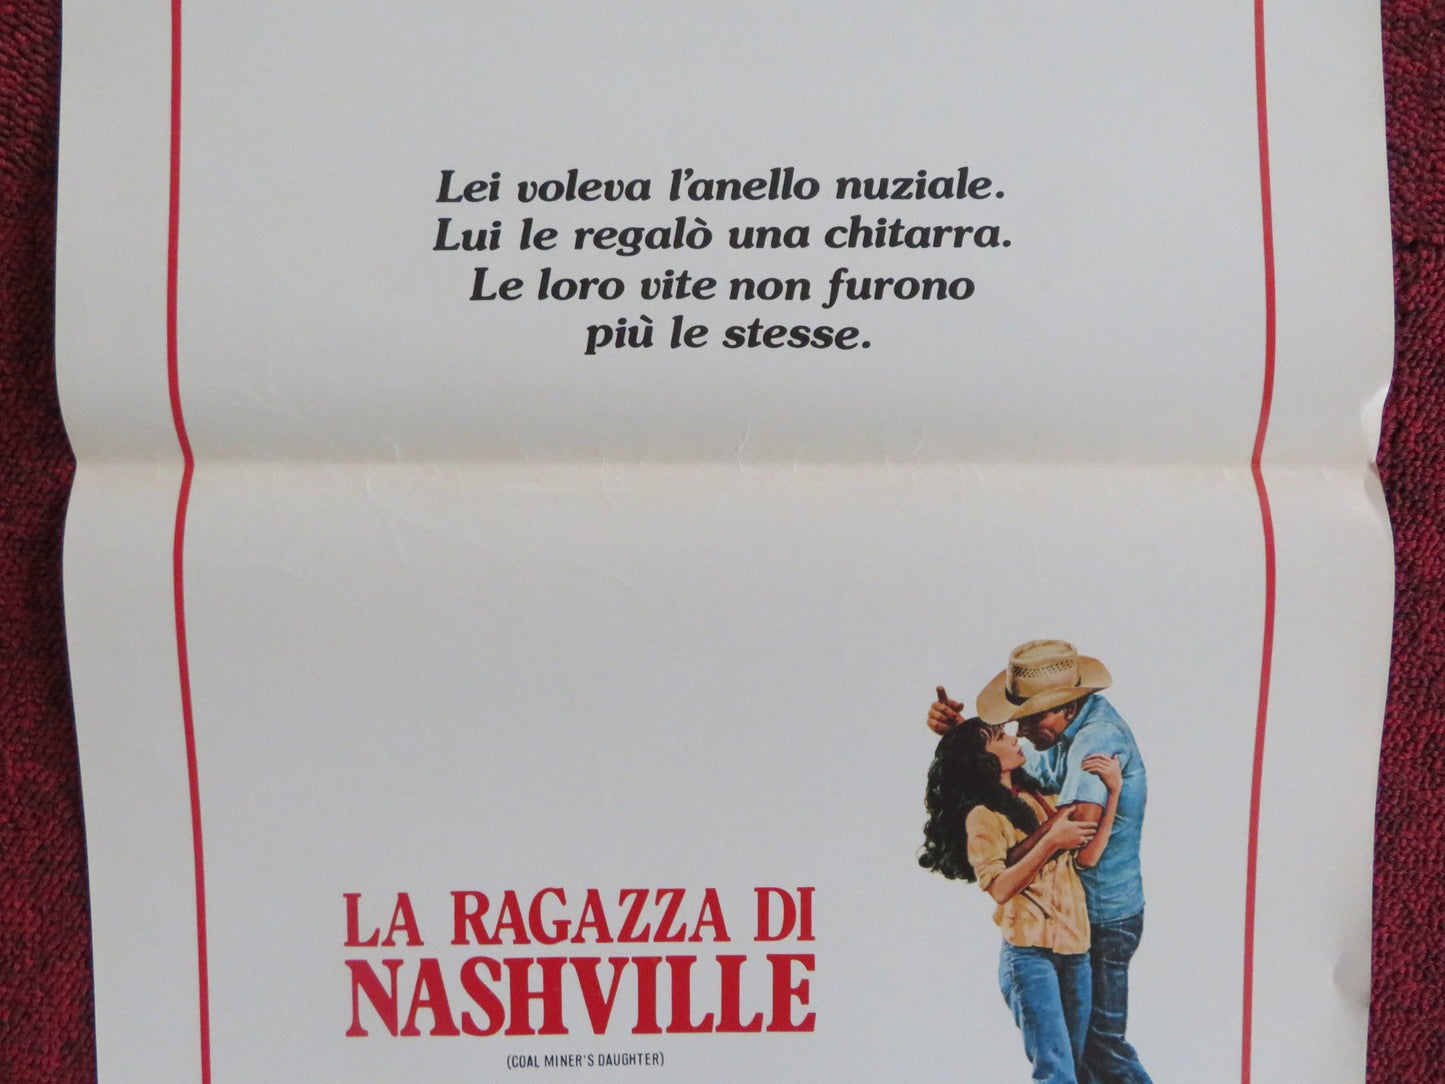 Lei voleva l'anello nuziale.
Lui le regalò una chitarra.
Le loro vite non furono
più le stesse.
LA RAGAZZA DI
NASHVILLE
(COAL MINER'S DAUGHTER)